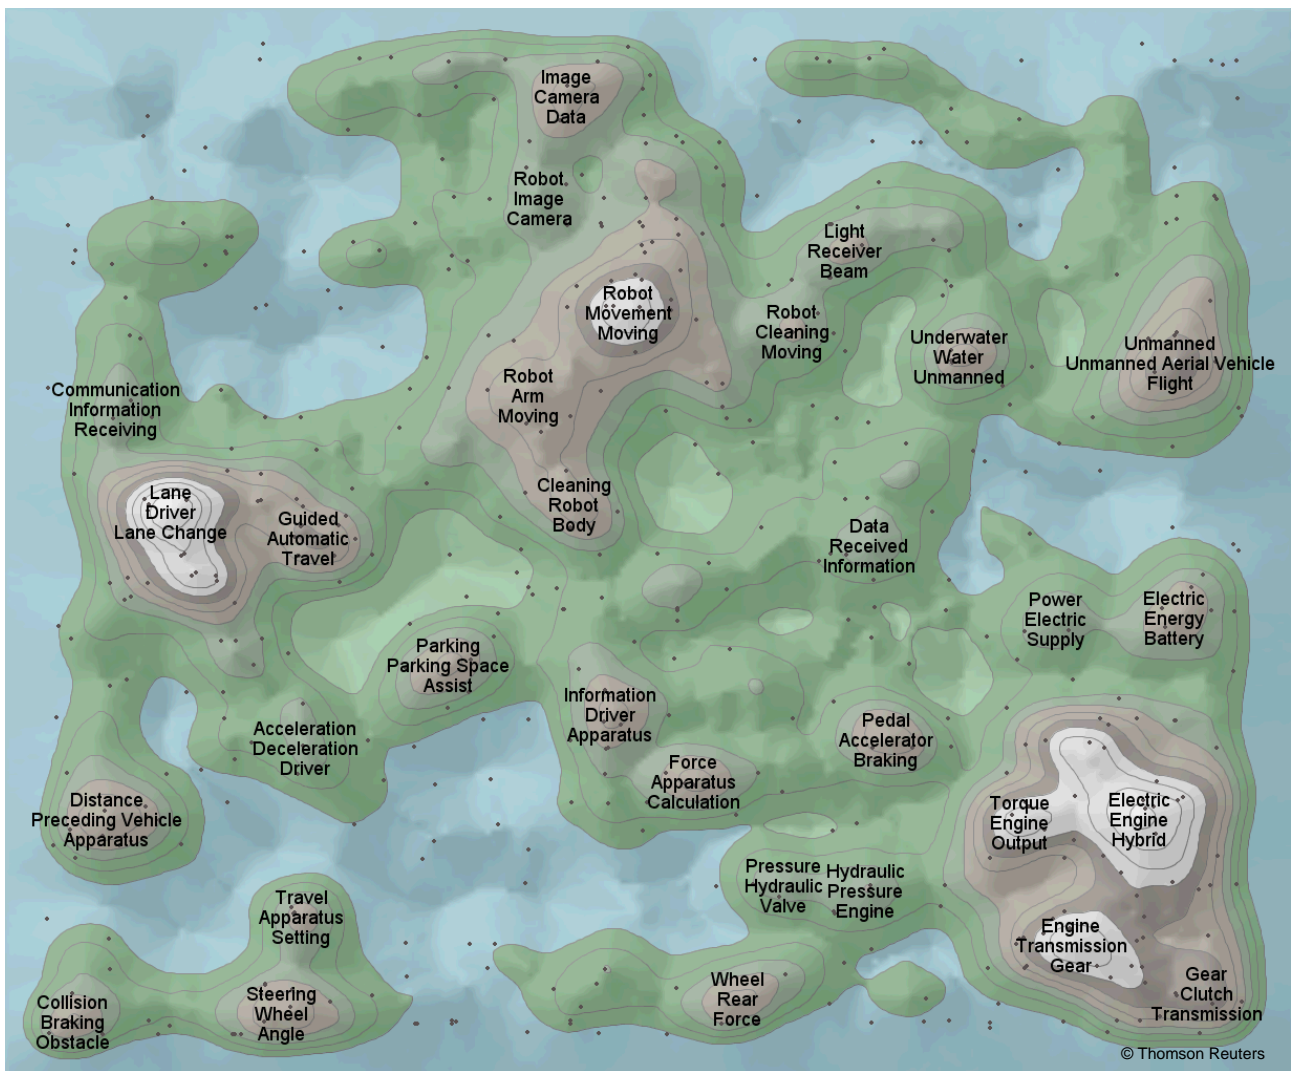 Image
Camera
Data
Robot
Image
Camera
Light
Receiver
Beam
Robot
Movement
Moving
Robot
Cleaning
Moving
Underwater
Water
Unmanned
Unmanned
Unmanned Aerial Vehicle
Flight
Communication
Information
Receiving
Robot
Arm
Moving
Lane
Driver
Lane Change
Guided
Automatic
Travel
Cleaning
Robot
Body
Data
Received
Information
Power
Electric
Supply
Electric
Energy
Battery
Parking
Parking Space
Assist
Information
Driver
Apparatus
Acceleration
Deceleration
Driver
Pedal
Accelerator
Braking
Force
Apparatus
Calculation
Distance
Preceding Vehicle
Apparatus
Torque
Engine
Output
Electric
Engine
Hybrid
Pressure
Hydraulic
Valve
Hydraulic
Pressure
Engine
Travel
Apparatus
Setting
Engine
Transmission
Gear
Collision
Braking
Obstacle
Steering
Wheel
Angle
Wheel
Rear
Force
Gear
Clutch
Transmission
© Thomson Reuters